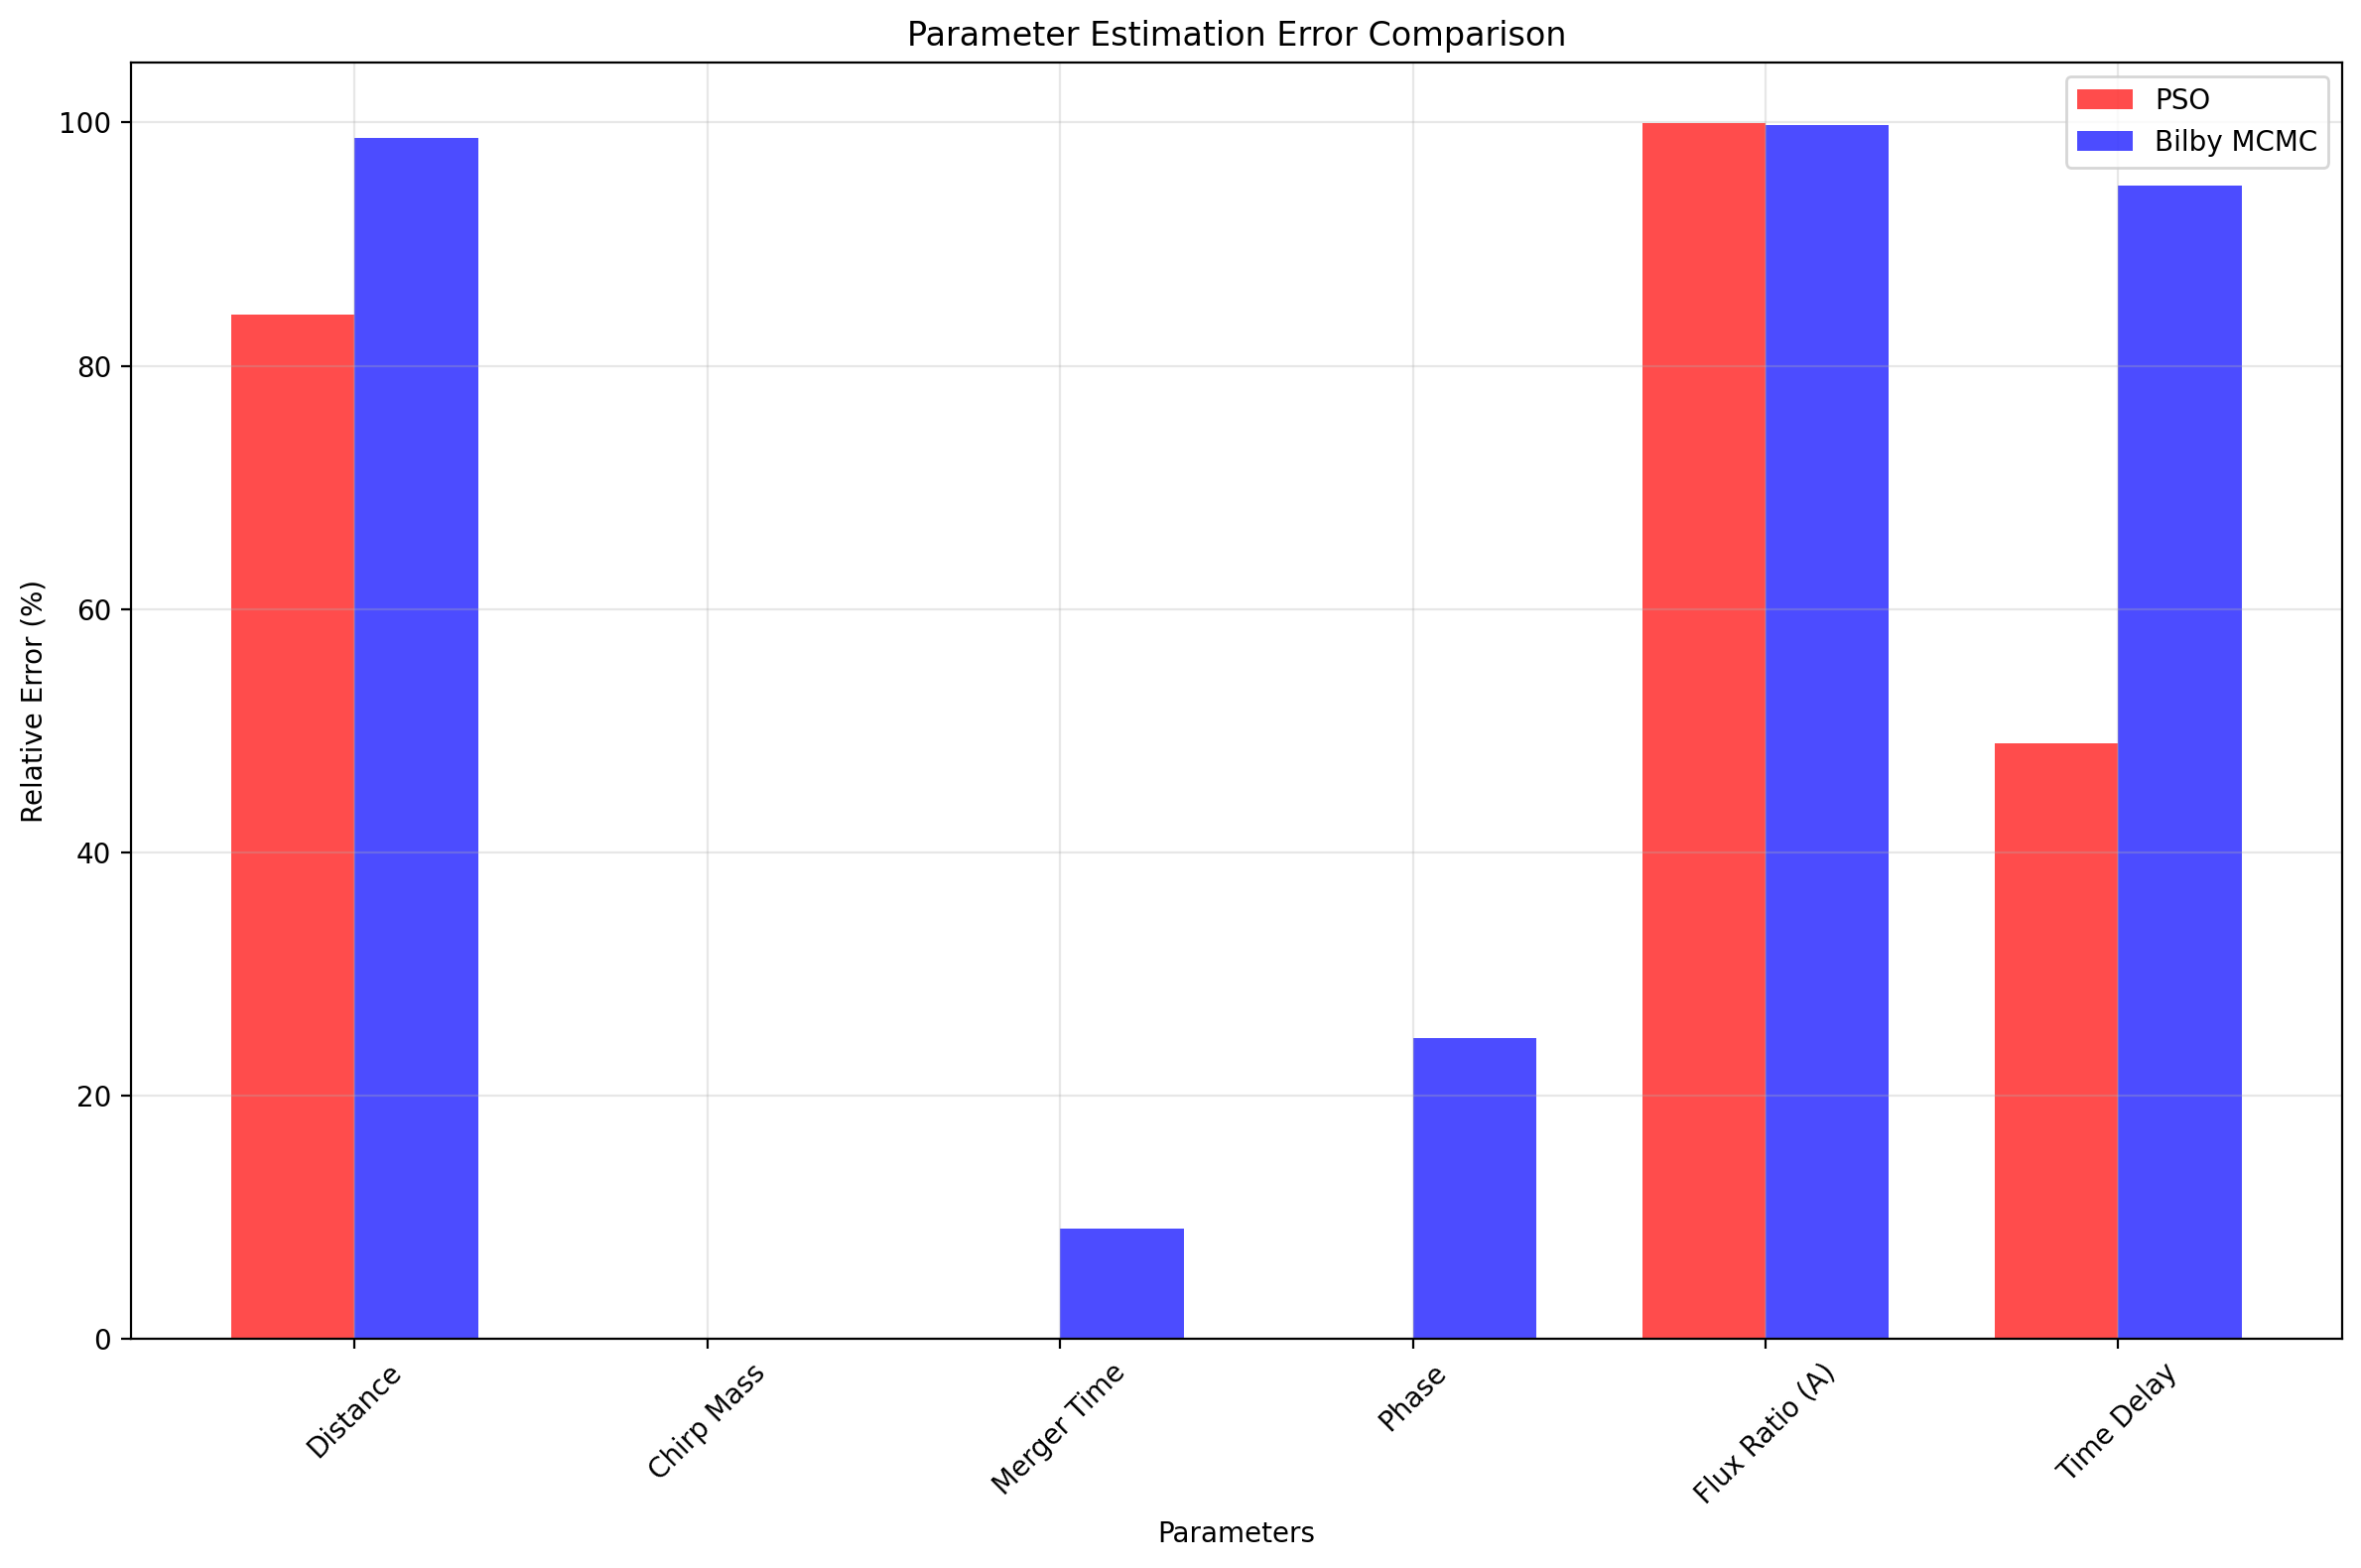 Parameter Estimation Error Comparison
PSO
Bilby MCMC
Relative Error (%)
100
80
60
40
20
0
Distance
Chirp Mass
Merger Time
Phase
Flux Ratio (A)
Time Delay
Parameters